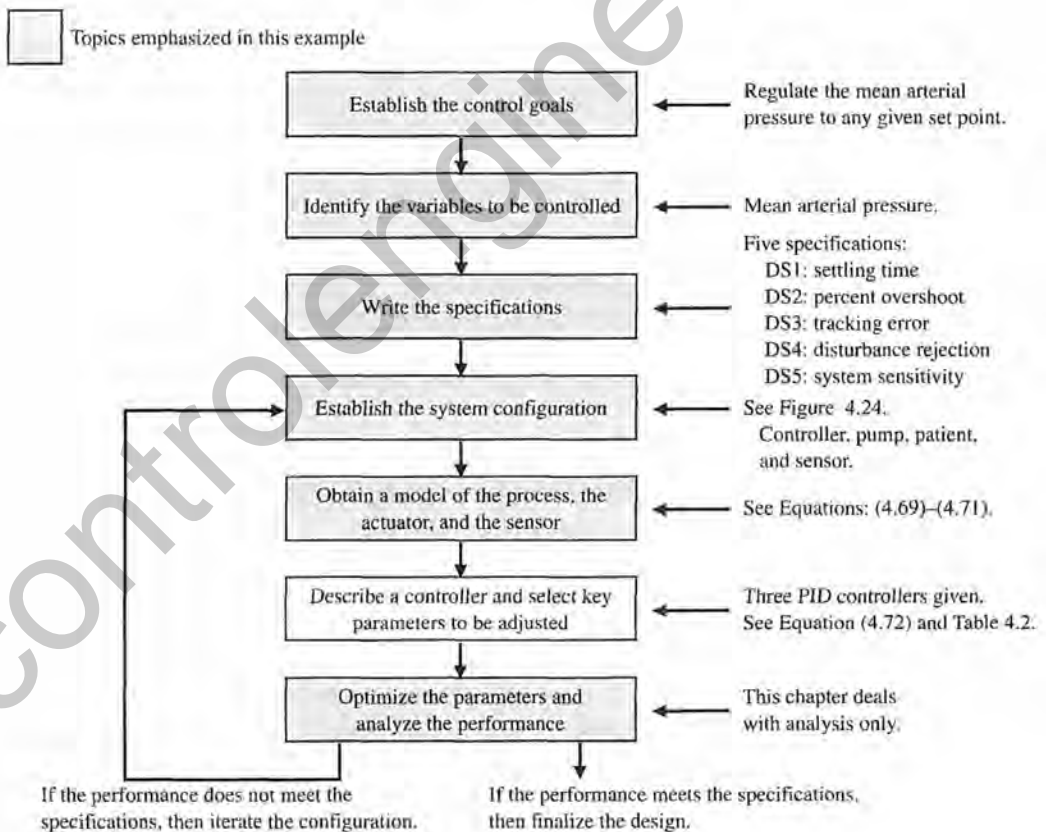 Topics emphasized in this example
Establish the control goals
Regulate the mean arterial
pressure to any given set point.
Identify the variables to be controlled
Mean arterial pressure.
Write the specifications
Five specifications:
DS1: settling time
DS2: percent overshoot
DS3: tracking error
DS4: disturbance rejection
DS5: system sensitivity
Establish the system configuration
See Figure 4.24.
Controller, pump, patient,
and sensor.
Obtain a model of the process, the
actuator, and the sensor
See Equations: (4.69)–(4.71).
Describe a controller and select key
parameters to be adjusted
Three PID controllers given.
See Equation (4.72) and Table 4.2.
Optimize the parameters and
analyze the performance
This chapter deals
with analysis only.
If the performance does not meet the
specifications, then iterate the configuration.
If the performance meets the specifications,
then finalize the design.
controlengine